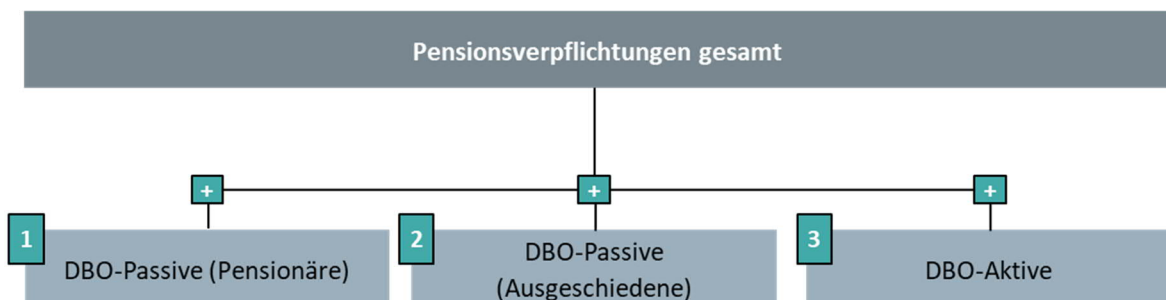 Pensionsverpflichtungen gesamt
+ + +
1 2 3
DBO-Passive (Pensionäre)
DBO-Passive
(Ausgeschiedene)
DBO-Aktive